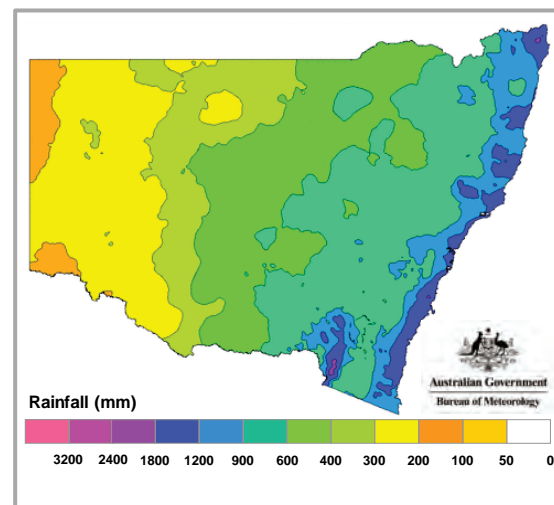 Australian Government
Bureau of Meteorology
Rainfall (mm)
3200 2400 1800 1200 900 600 400 300 200 100 50 0